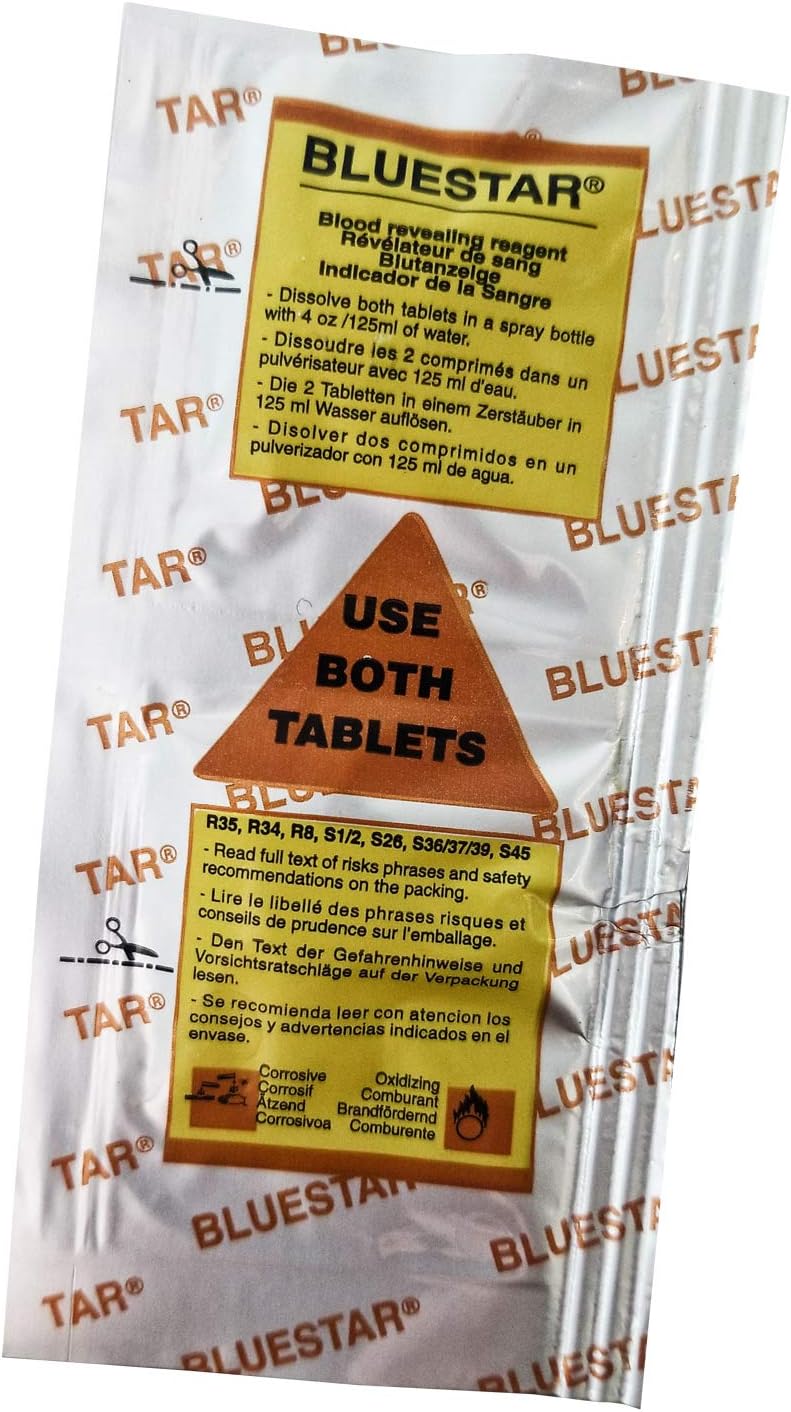 BLUESTAR®
Blood revealing reagent
Révélateur de sang
Blutanzeige
Indicador de la Sangre
- Dissolve both tablets in a spray bottle
with 4 oz /125ml of water.
- Dissoudre les 2 comprimés dans un
pulvérisateur avec 125 ml d'eau.
- Die 2 Tabletten in einem Zerstäuber in
125 ml Wasser auflösen.
- Disolver dos comprimidos en un
pulverizador con 125 ml de agua.
USE
BOTH
TABLETS
R35, R34, R8, S1/2, S26, S36/37/39, S45
- Read full text of risks phrases and safety
recommendations on the packing.
- Lire le libellé des phrases risques et
conseils de prudence sur l'emballage.
- Den Text der Gefahrenhinweise und
Vorsichtsratschläge auf der Verpackung
lesen.
- Se recomienda leer con atencion los
consejos y advertencias indicados en el
envase.
Corrosive
Corrosif
Ätzend
Corrosivoa
Oxidizing
Comburant
Brandfördernd
Comburente
TAR®
TAR®
TAR®
TAR®
TAR®
TAR®
TAR®
TAR®
TAR®
BLUESTAR
BLUESTAR®